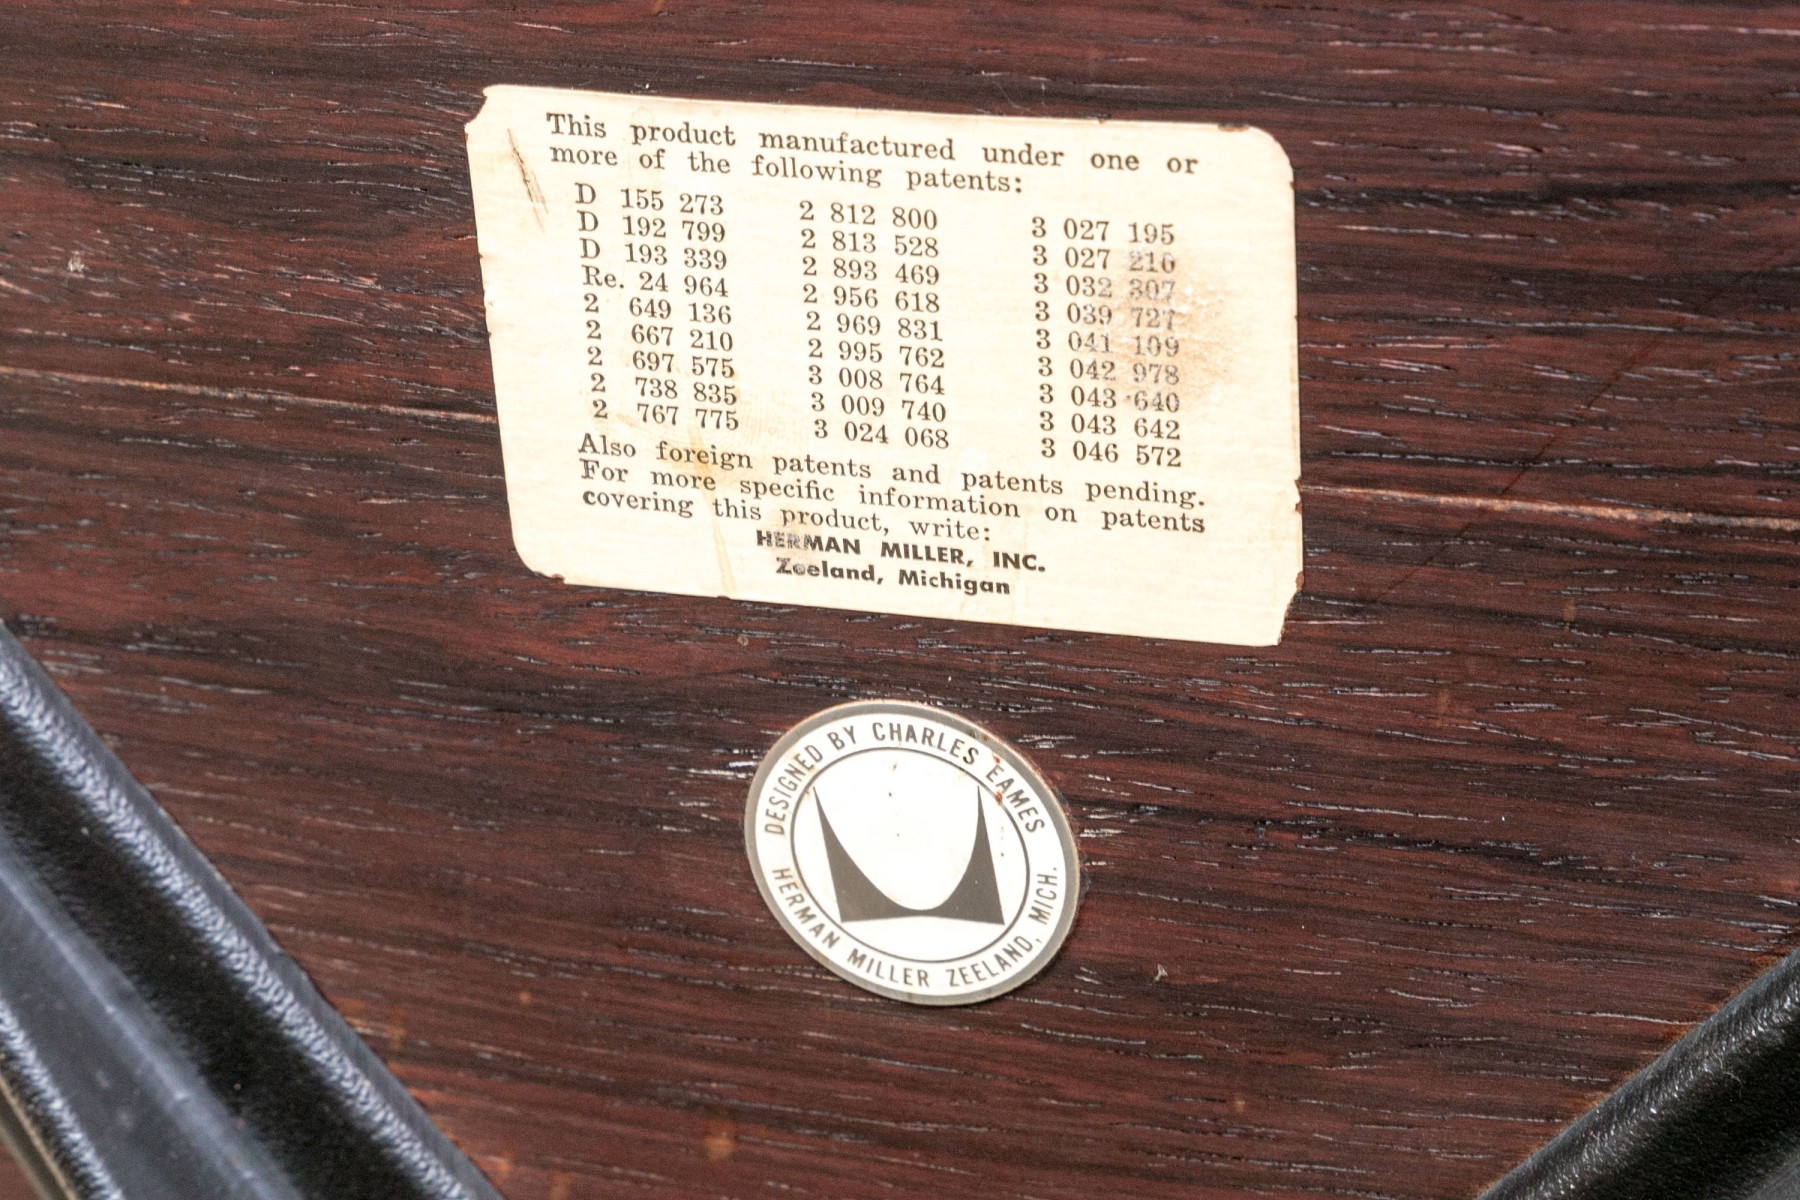 This product manufactured under one or
more of the following patents:
D 155 273 2 812 800 3 027 195
D 192 799 2 813 528 3 027 210
D 193 339 2 893 469 3 032 307
Re. 24 964 2 956 618 3 039 727
2 649 136 2 969 831 3 041 109
2 667 210 2 995 762 3 042 978
2 697 575 3 008 764 3 043 640
2 738 835 3 009 740 3 043 642
2 767 775 3 024 068 3 046 572
Also foreign patents and patents pending.
For more specific information on patents
covering this product, write:
HERMAN MILLER, INC.
Zeeland, Michigan
DESIGNED BY CHARLES EAMES
HERMAN MILLER ZEELAND, MICH.